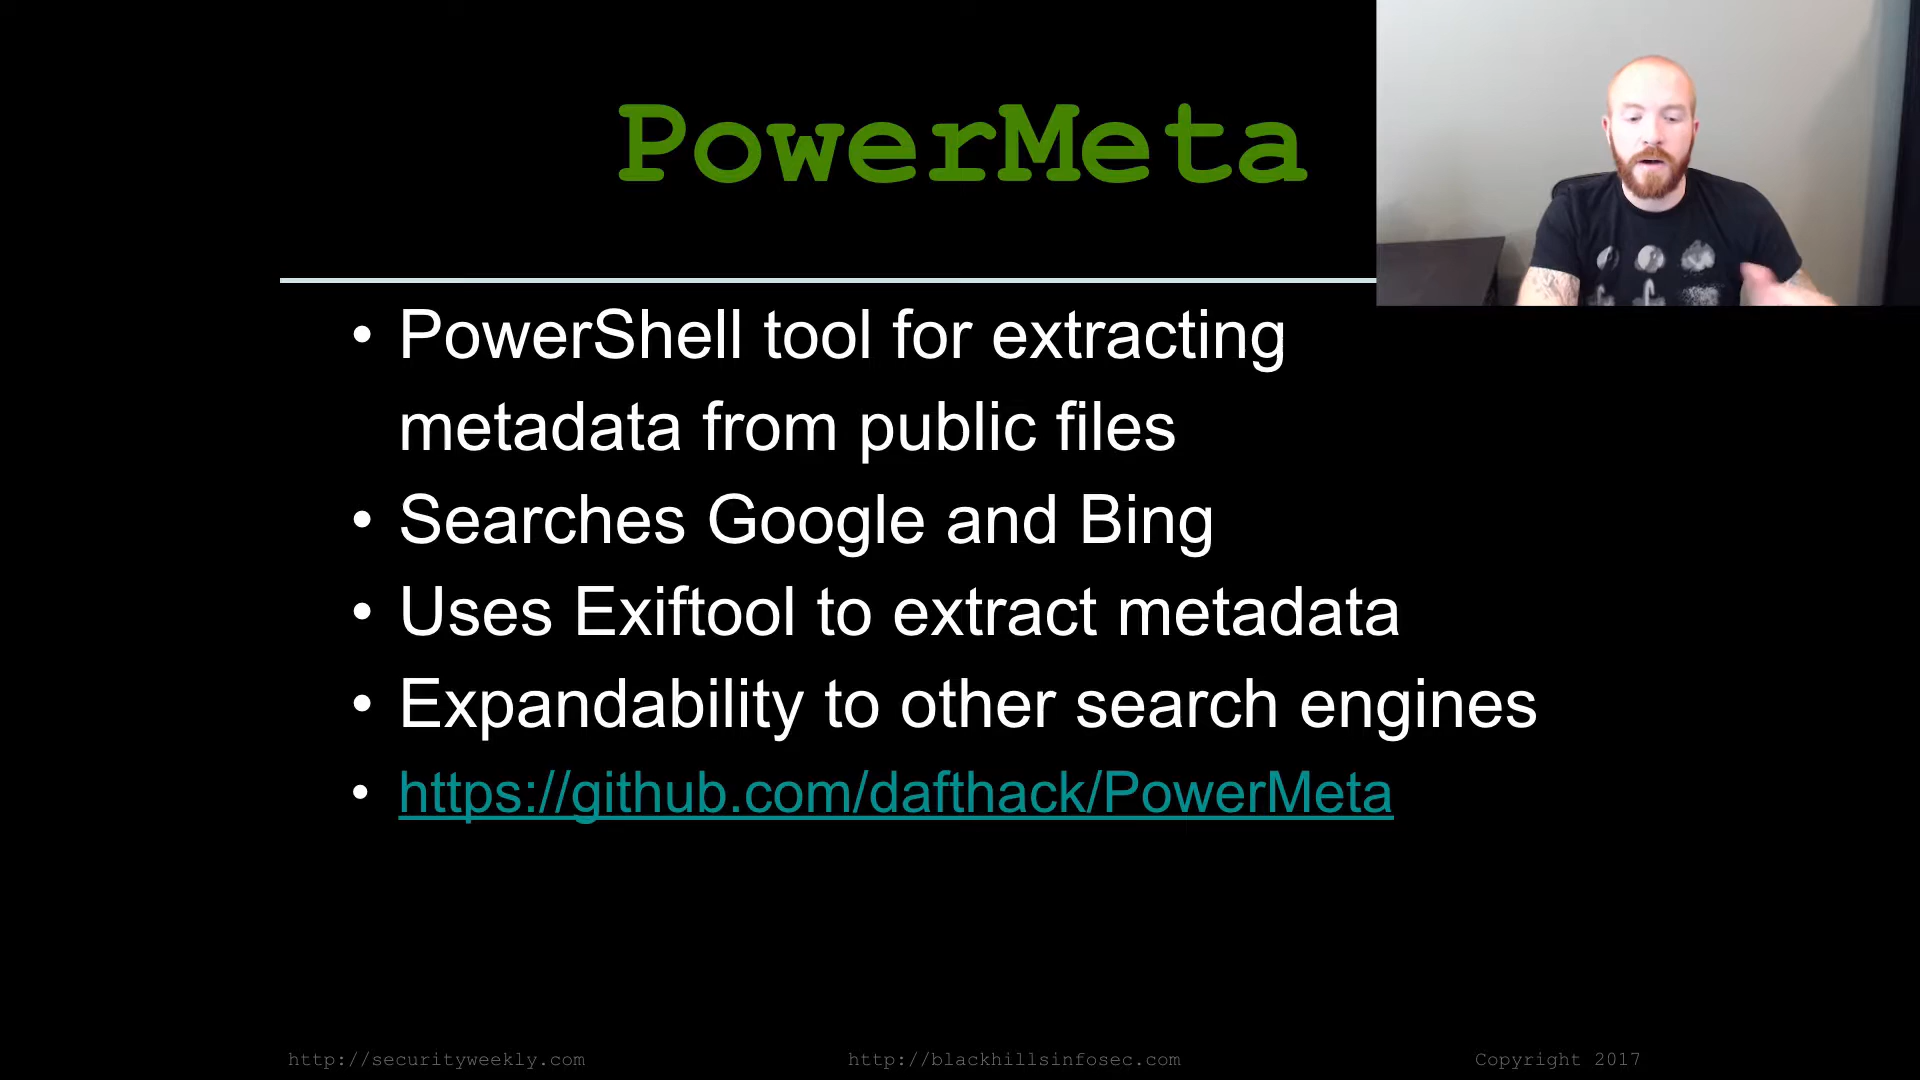 PowerMeta
• PowerShell tool for extracting
metadata from public files
• Searches Google and Bing
• Uses Exiftool to extract metadata
• Expandability to other search engines
• https://github.com/dafthack/PowerMeta
http://securityweekly.com http://blackhillsinfosec.com Copyright 2017